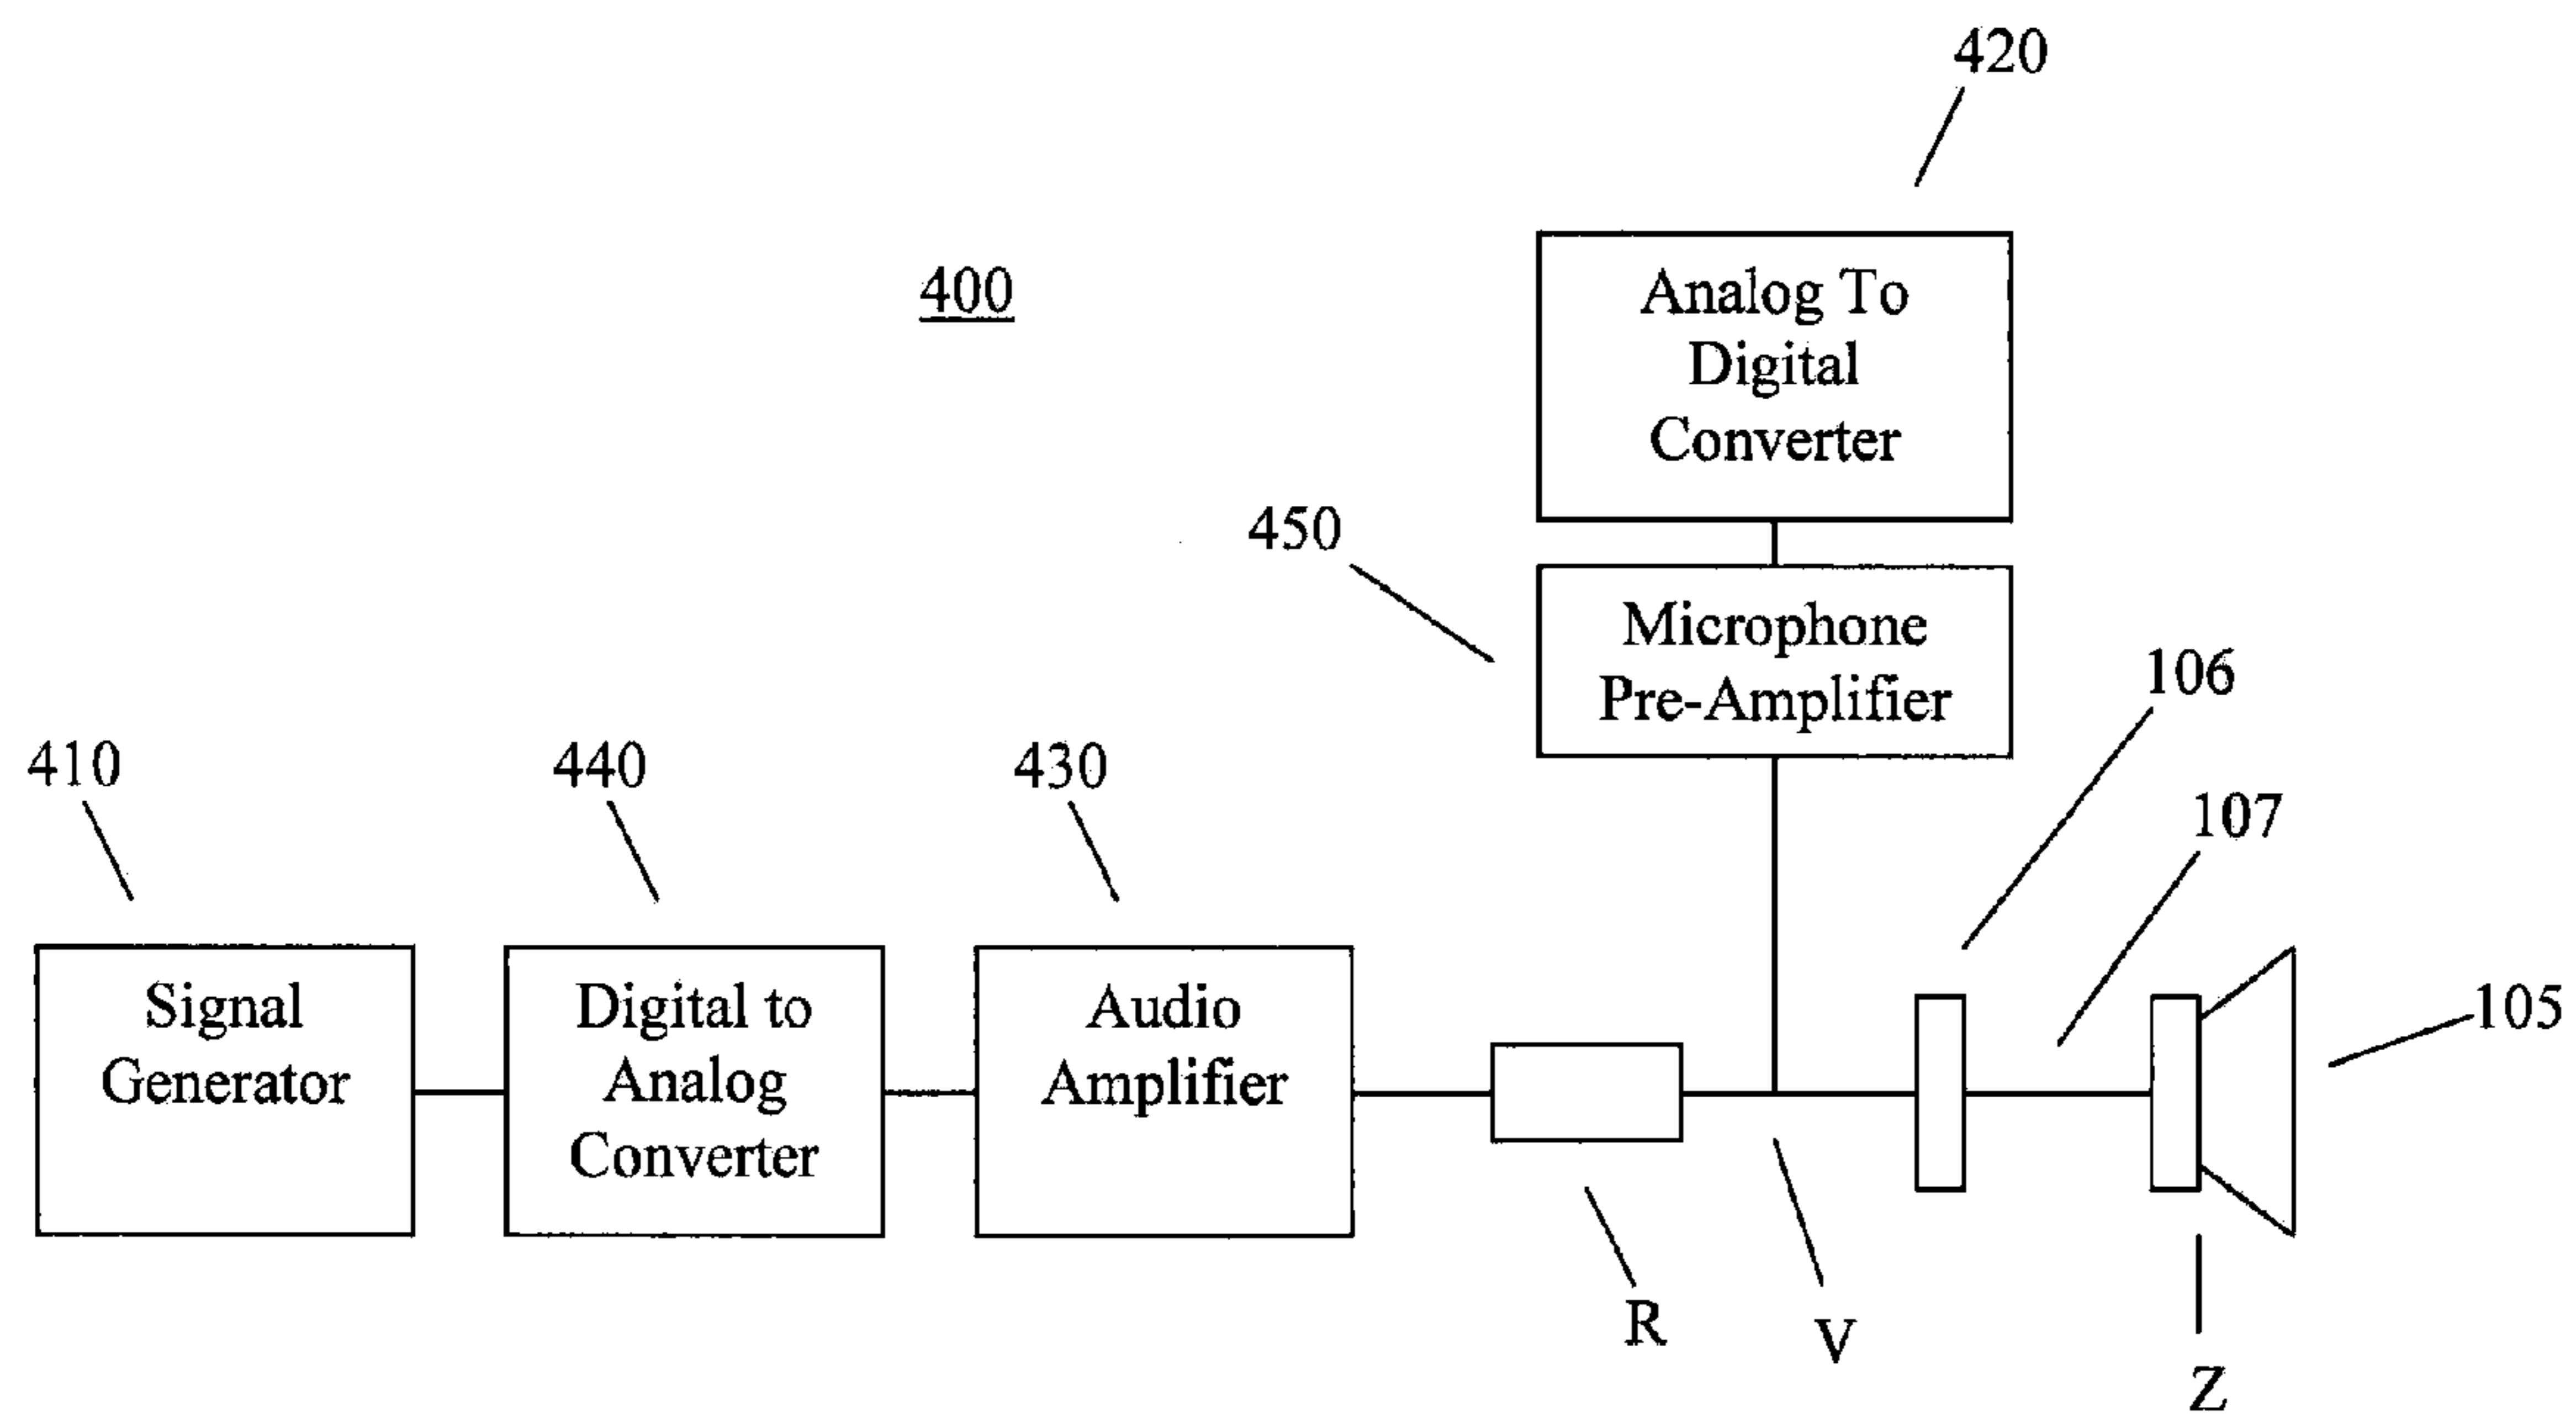 420
400
Analog To
Digital
Converter
450
Microphone
Pre-Amplifier
106
410
440
430
107
Signal
Generator
Digital to
Analog
Converter
Audio
Amplifier
105
R
V
Z